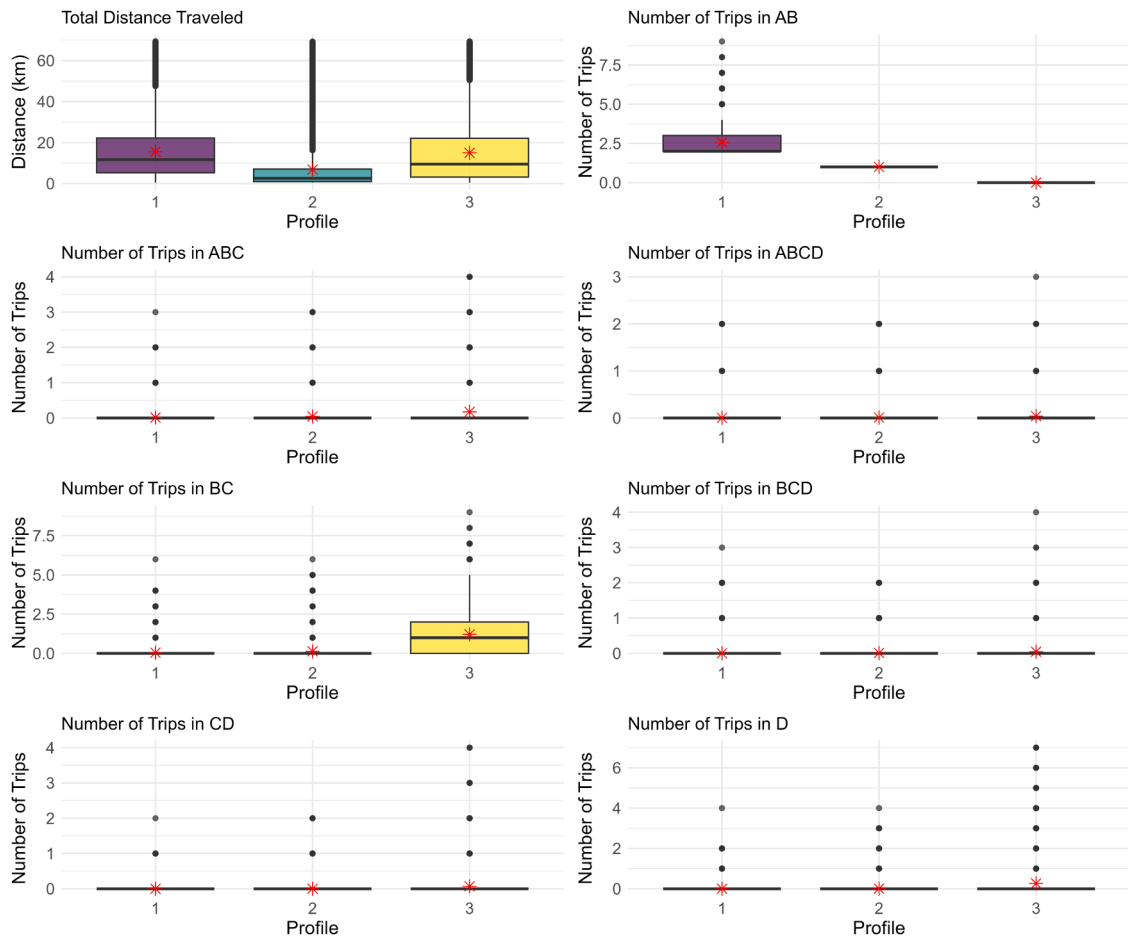 Total Distance Traveled
Distance (km)
60
40
20
0
1 2 3
Profile
Number of Trips in AB
Number of Trips
7.5
5.0
2.5
0.0
1 2 3
Profile
Number of Trips in ABC
Number of Trips
4
3
2
1
0
1 2 3
Profile
Number of Trips in ABCD
Number of Trips
3
2
1
0
1 2 3
Profile
Number of Trips in BC
Number of Trips
7.5
5.0
2.5
0.0
1 2 3
Profile
Number of Trips in BCD
Number of Trips
4
3
2
1
0
1 2 3
Profile
Number of Trips in CD
Number of Trips
4
3
2
1
0
1 2 3
Profile
Number of Trips in D
Number of Trips
6
4
2
0
1 2 3
Profile